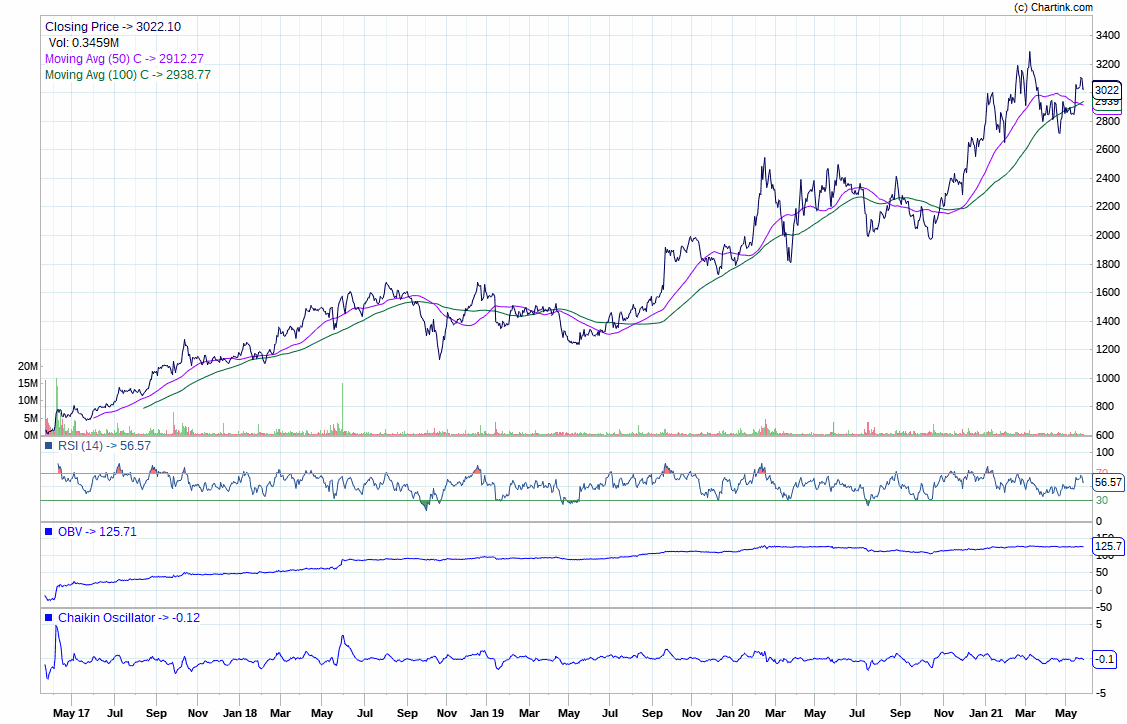 (c) Chartink.com
Closing Price -> 3022.10
Vol: 0.3459M
Moving Avg (50) C -> 2912.27
Moving Avg (100) C -> 2938.77
3400
3200
3022
2939
2800
2600
2400
2200
2000
1800
1600
1400
1200
1000
800
600
20M
15M
10M
5M
0M
RSI (14) -> 56.57
100
70
56.57
30
0
OBV -> 125.71
150
125.7
100
50
0
-50
Chaikin Oscillator -> -0.12
5
-0.1
-5
May 17 Jul Sep Nov Jan 18 Mar May Jul Sep Nov Jan 19 Mar May Jul Sep Nov Jan 20 Mar May Jul Sep Nov Jan 21 Mar May